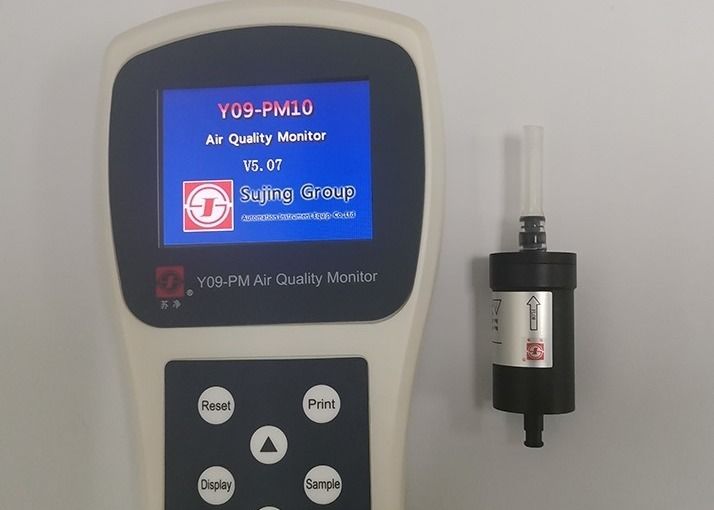 Y09-PM10
Air Quality Monitor
V5.07
Sujing Group
Automation Instrument Equip. Co.,Ltd
苏净 ® Y09-PM Air Quality Monitor
Reset
Print
Display
Sample